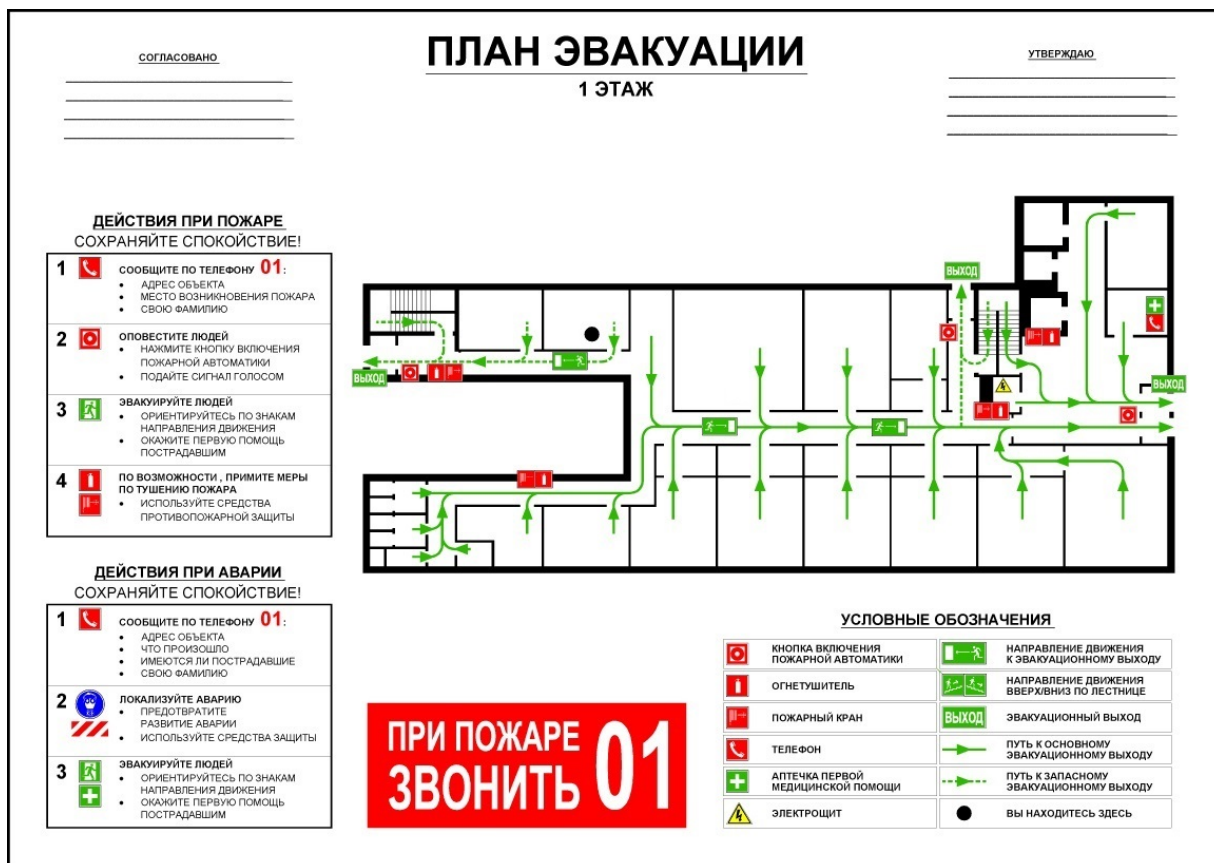 СОГЛАСОВАНО
ПЛАН ЭВАКУАЦИИ
1 ЭТАЖ
УТВЕРЖДАЮ
ДЕЙСТВИЯ ПРИ ПОЖАРЕ
СОХРАНЯЙТЕ СПОКОЙСТВИЕ!
1 СООБЩИТЕ ПО ТЕЛЕФОНУ 01:
• АДРЕС ОБЪЕКТА
• МЕСТО ВОЗНИКНОВЕНИЯ ПОЖАРА
• СВОЮ ФАМИЛИЮ
2 ОПОВЕСТИТЕ ЛЮДЕЙ
• НАЖМИТЕ КНОПКУ ВКЛЮЧЕНИЯ
ПОЖАРНОЙ АВТОМАТИКИ
• ПОДАЙТЕ СИГНАЛ ГОЛОСОМ
3 ЭВАКУИРУЙТЕ ЛЮДЕЙ
• ОРИЕНТИРУЙТЕСЬ ПО ЗНАКАМ
НАПРАВЛЕНИЯ ДВИЖЕНИЯ
• ОКАЖИТЕ ПЕРВУЮ ПОМОЩЬ
ПОСТРАДАВШИМ
4 ПО ВОЗМОЖНОСТИ , ПРИМИТЕ МЕРЫ
ПО ТУШЕНИЮ ПОЖАРА
• ИСПОЛЬЗУЙТЕ СРЕДСТВА
ПРОТИВОПОЖАРНОЙ ЗАЩИТЫ
ДЕЙСТВИЯ ПРИ АВАРИИ
СОХРАНЯЙТЕ СПОКОЙСТВИЕ!
1 СООБЩИТЕ ПО ТЕЛЕФОНУ 01:
• АДРЕС ОБЪЕКТА
• ЧТО ПРОИЗОШЛО
• ИМЕЮТСЯ ЛИ ПОСТРАДАВШИЕ
• СВОЮ ФАМИЛИЮ
2 ЛОКАЛИЗУЙТЕ АВАРИЮ
• ПРЕДОТВРАТИТЕ
РАЗВИТИЕ АВАРИИ
• ИСПОЛЬЗУЙТЕ СРЕДСТВА ЗАЩИТЫ
3 ЭВАКУИРУЙТЕ ЛЮДЕЙ
• ОРИЕНТИРУЙТЕСЬ ПО ЗНАКАМ
НАПРАВЛЕНИЯ ДВИЖЕНИЯ
• ОКАЖИТЕ ПЕРВУЮ ПОМОЩЬ
ПОСТРАДАВШИМ
ВЫХОД
ВЫХОД
ВЫХОД
ПРИ ПОЖАРЕ
ЗВОНИТЬ 01
УСЛОВНЫЕ ОБОЗНАЧЕНИЯ
КНОПКА ВКЛЮЧЕНИЯ
ПОЖАРНОЙ АВТОМАТИКИ
ОГНЕТУШИТЕЛЬ
ПОЖАРНЫЙ КРАН
ТЕЛЕФОН
АПТЕЧКА ПЕРВОЙ
МЕДИЦИНСКОЙ ПОМОЩИ
ЭЛЕКТРОЩИТ
НАПРАВЛЕНИЕ ДВИЖЕНИЯ
К ЭВАКУАЦИОННОМУ ВЫХОДУ
НАПРАВЛЕНИЕ ДВИЖЕНИЯ
ВВЕРХ/ВНИЗ ПО ЛЕСТНИЦЕ
ВЫХОД ЭВАКУАЦИОННЫЙ ВЫХОД
ПУТЬ К ОСНОВНОМУ
ЭВАКУАЦИОННОМУ ВЫХОДУ
ПУТЬ К ЗАПАСНОМУ
ЭВАКУАЦИОННОМУ ВЫХОДУ
ВЫ НАХОДИТЕСЬ ЗДЕСЬ